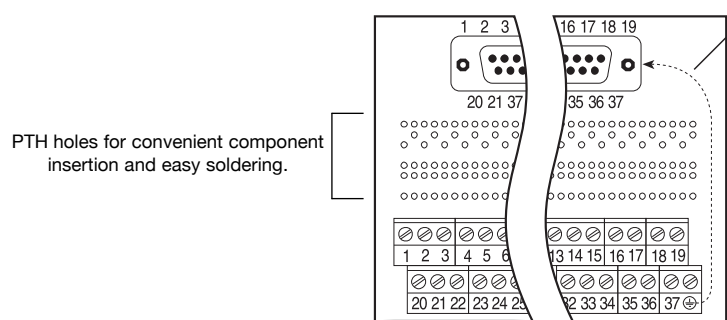 1 2 3 16 17 18 19
20 21 37 35 36 37
PTH holes for convenient component
insertion and easy soldering.
1 2 3 4 5 6 13 14 15 16 17 18 19
20 21 22 23 24 25 32 33 34 35 36 37